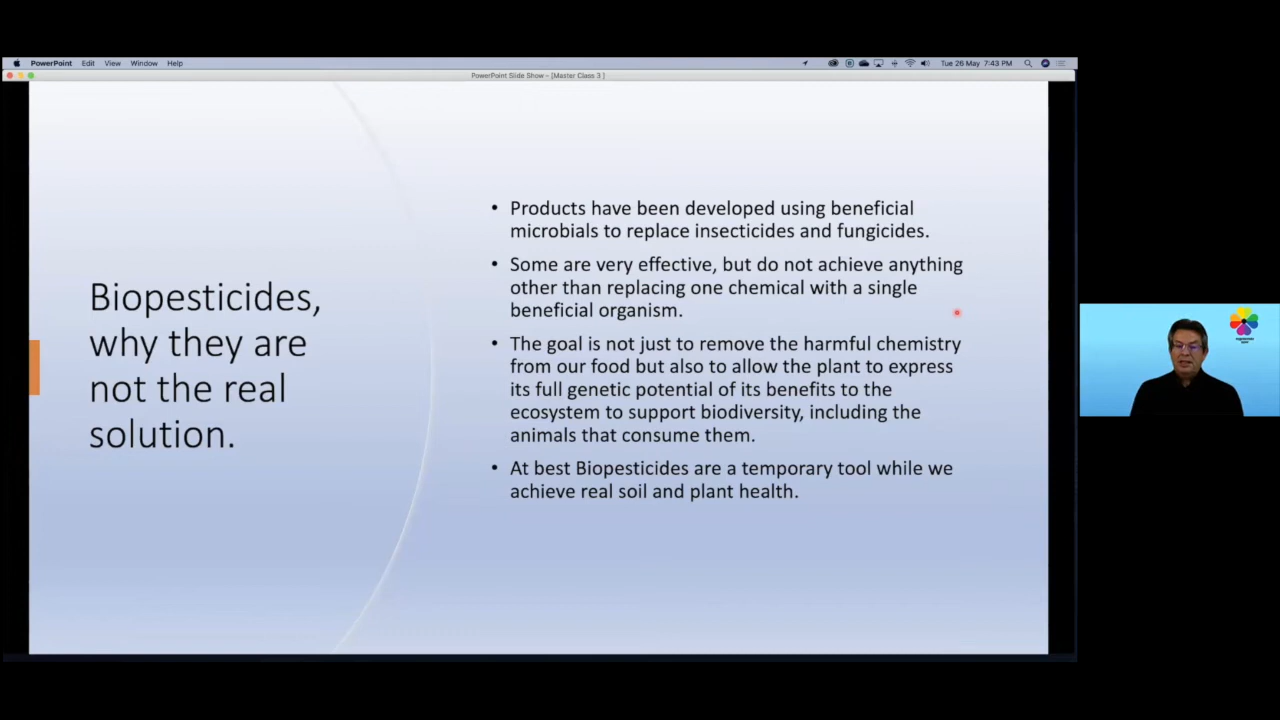 PowerPoint Edit View Window Help
Tue 26 May 7:43 PM
PowerPoint Slide Show - [Master Class 3 ]
Biopesticides,
why they are
not the real
solution.
• Products have been developed using beneficial
microbials to replace insecticides and fungicides.
• Some are very effective, but do not achieve anything
other than replacing one chemical with a single
beneficial organism.
• The goal is not just to remove the harmful chemistry
from our food but also to allow the plant to express
its full genetic potential of its benefits to the
ecosystem to support biodiversity, including the
animals that consume them.
• At best Biopesticides are a temporary tool while we
achieve real soil and plant health.